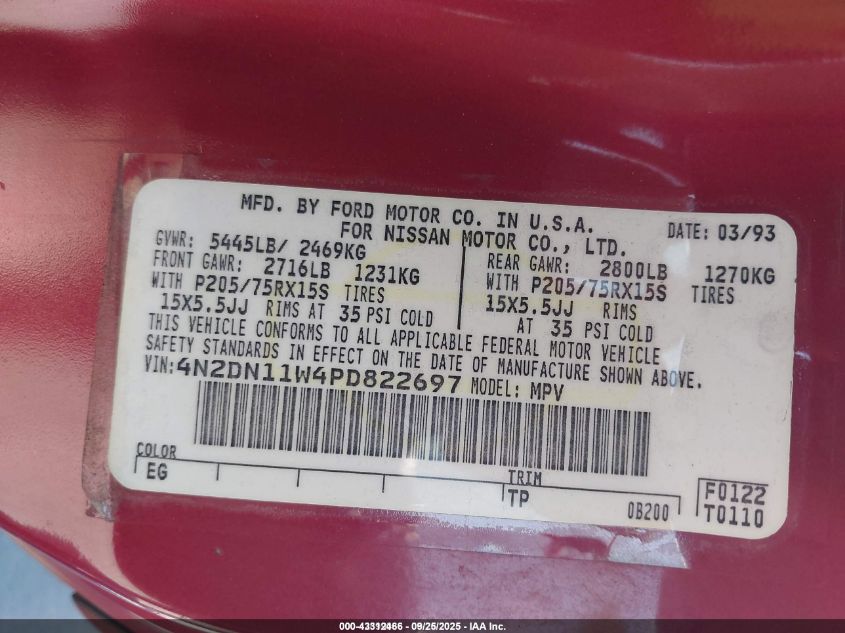 MFD. BY FORD MOTOR CO. IN U.S.A.
FOR NISSAN MOTOR CO., LTD.
DATE: 03/93
GVWR: 5445LB/ 2469KG
FRONT GAWR: 2716LB 1231KG
WITH P205/75RX15S TIRES
15X5.5JJ RIMS AT 35 PSI COLD
REAR GAWR: 2800LB 1270KG
WITH P205/75RX15S TIRES
15X5.5JJ RIMS
AT 35 PSI COLD
THIS VEHICLE CONFORMS TO ALL APPLICABLE FEDERAL MOTOR VEHICLE
SAFETY STANDARDS IN EFFECT ON THE DATE OF MANUFACTURE SHOWN ABOVE.
VIN: 4N2DN11W4PD822697 MODEL: MPV
COLOR
EG
TRIM
TP
0B200
F0122
T0110
09/26/2025 - IAA Inc.